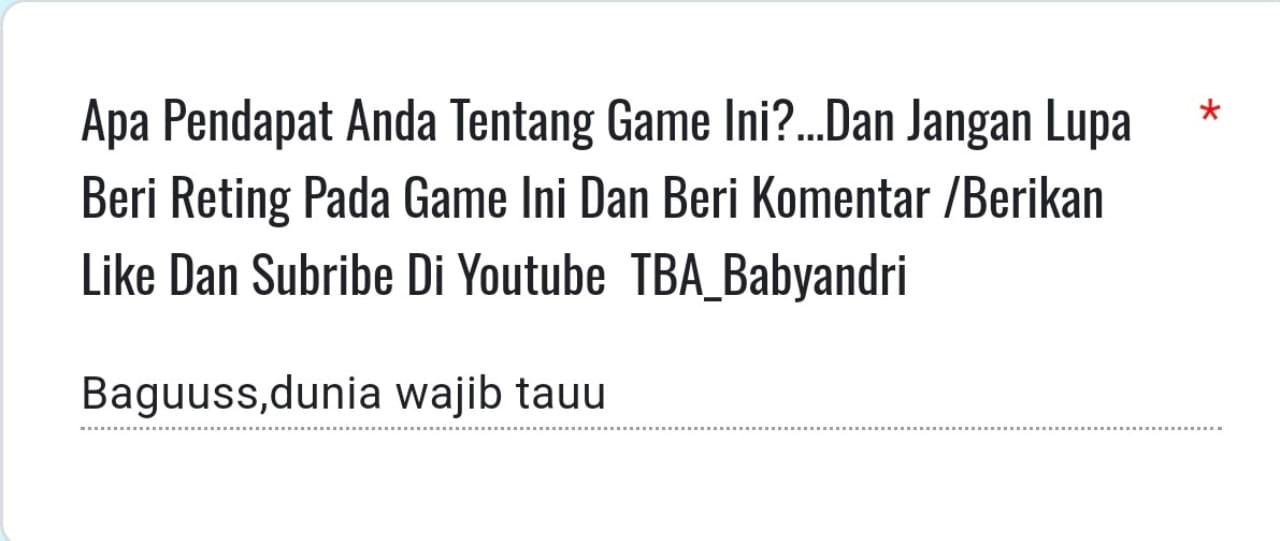 Apa Pendapat Anda Tentang Game Ini?...Dan Jangan Lupa *
Beri Reting Pada Game Ini Dan Beri Komentar /Berikan
Like Dan Subribe Di Youtube  TBA_Babyandri
Baguuss,dunia wajib tauu